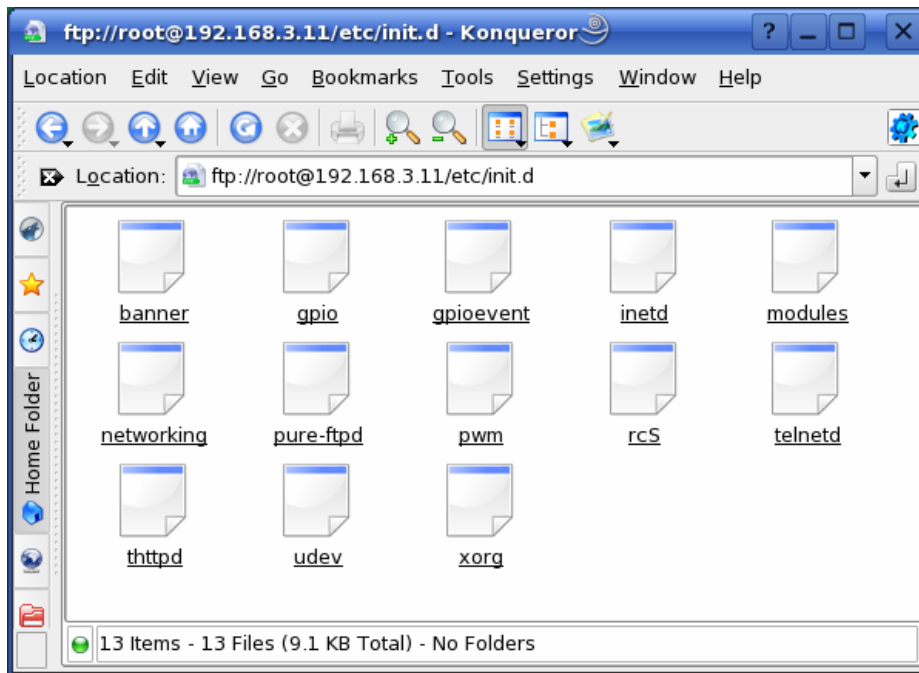 ftp://root@192.168.3.11/etc/init.d - Konqueror
Location Edit View Go Bookmarks Tools Settings Window Help
Location: ftp://root@192.168.3.11/etc/init.d
banner gpio gpioevent inetd modules
networking pure-ftpd pwm rcS telnetd
thttpd udev xorg
Home Folder
13 Items - 13 Files (9.1 KB Total) - No Folders